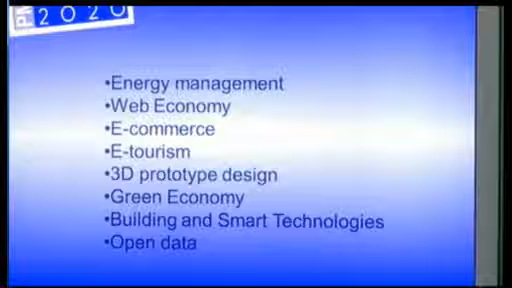 2020
•Energy management
•Web Economy
•E-commerce
•E-tourism
•3D prototype design
•Green Economy
•Building and Smart Technologies
•Open data